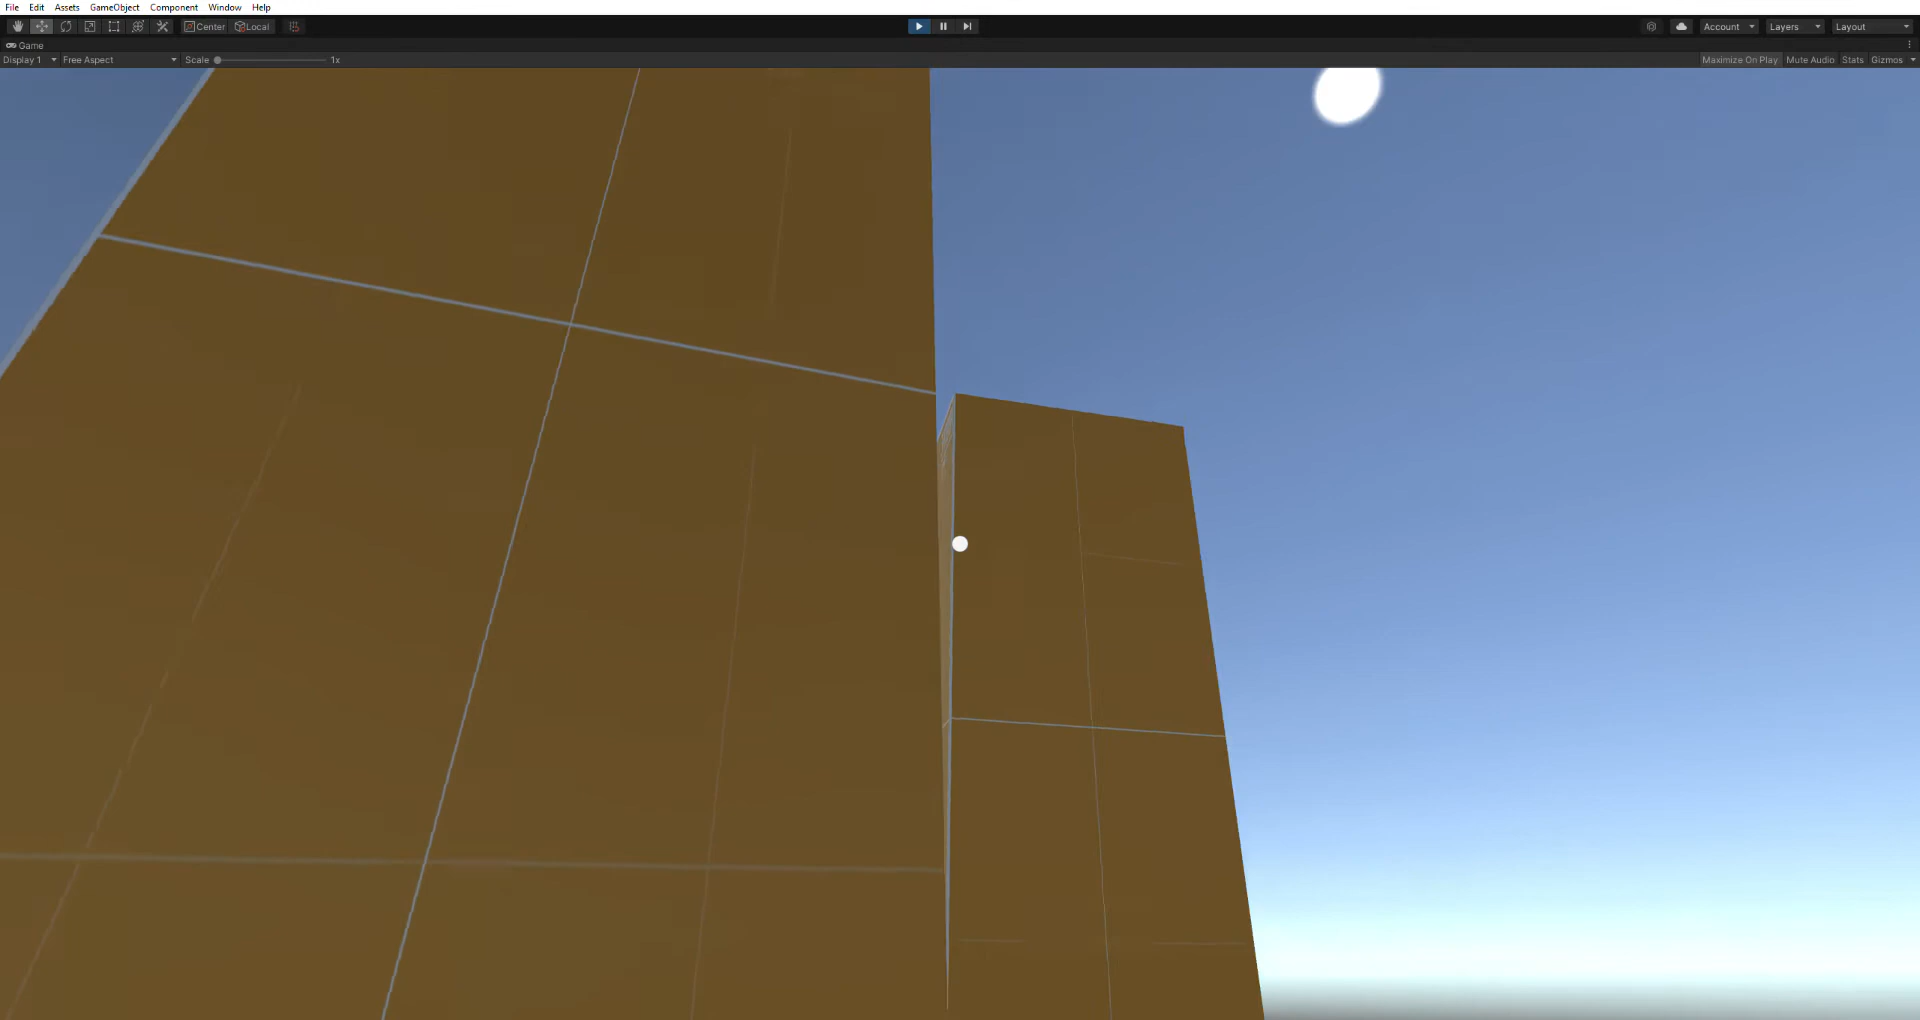 File Edit Assets GameObject Component Window Help
Center Local Account Layers Layout
Game
Display 1 Free Aspect Scale 1x Maximize On Play Mute Audio Stats Gizmos